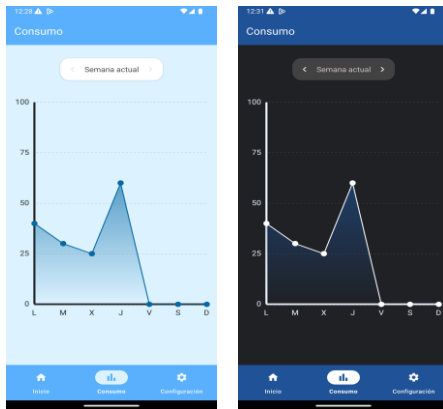 12:28
Consumo
Semana actual
100
75
50
25
0
L M X J V S D
Inicio Consumo Configuración
12:31
Consumo
Semana actual
100
75
50
25
0
L M X J V S D
Inicio Consumo Configuración